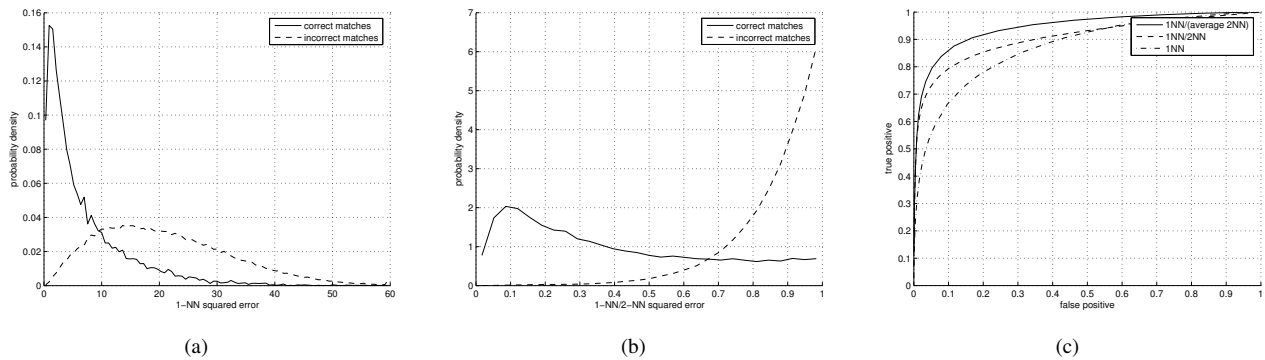 0.16
0.14
0.12
0.1
0.08
0.06
0.04
0.02
0
probability density
0 10 20 30 40 50 60
1−NN squared error
correct matches
incorrect matches
(a)
7
6
5
4
3
2
1
0
probability density
0 0.1 0.2 0.3 0.4 0.5 0.6 0.7 0.8 0.9 1
1−NN/2−NN squared error
correct matches
incorrect matches
(b)
1
0.9
0.8
0.7
0.6
0.5
0.4
0.3
0.2
0.1
0
true positive
0 0.1 0.2 0.3 0.4 0.5 0.6 0.7 0.8 0.9 1
false positive
1NN/(average 2NN)
1NN/2NN
1NN
(c)